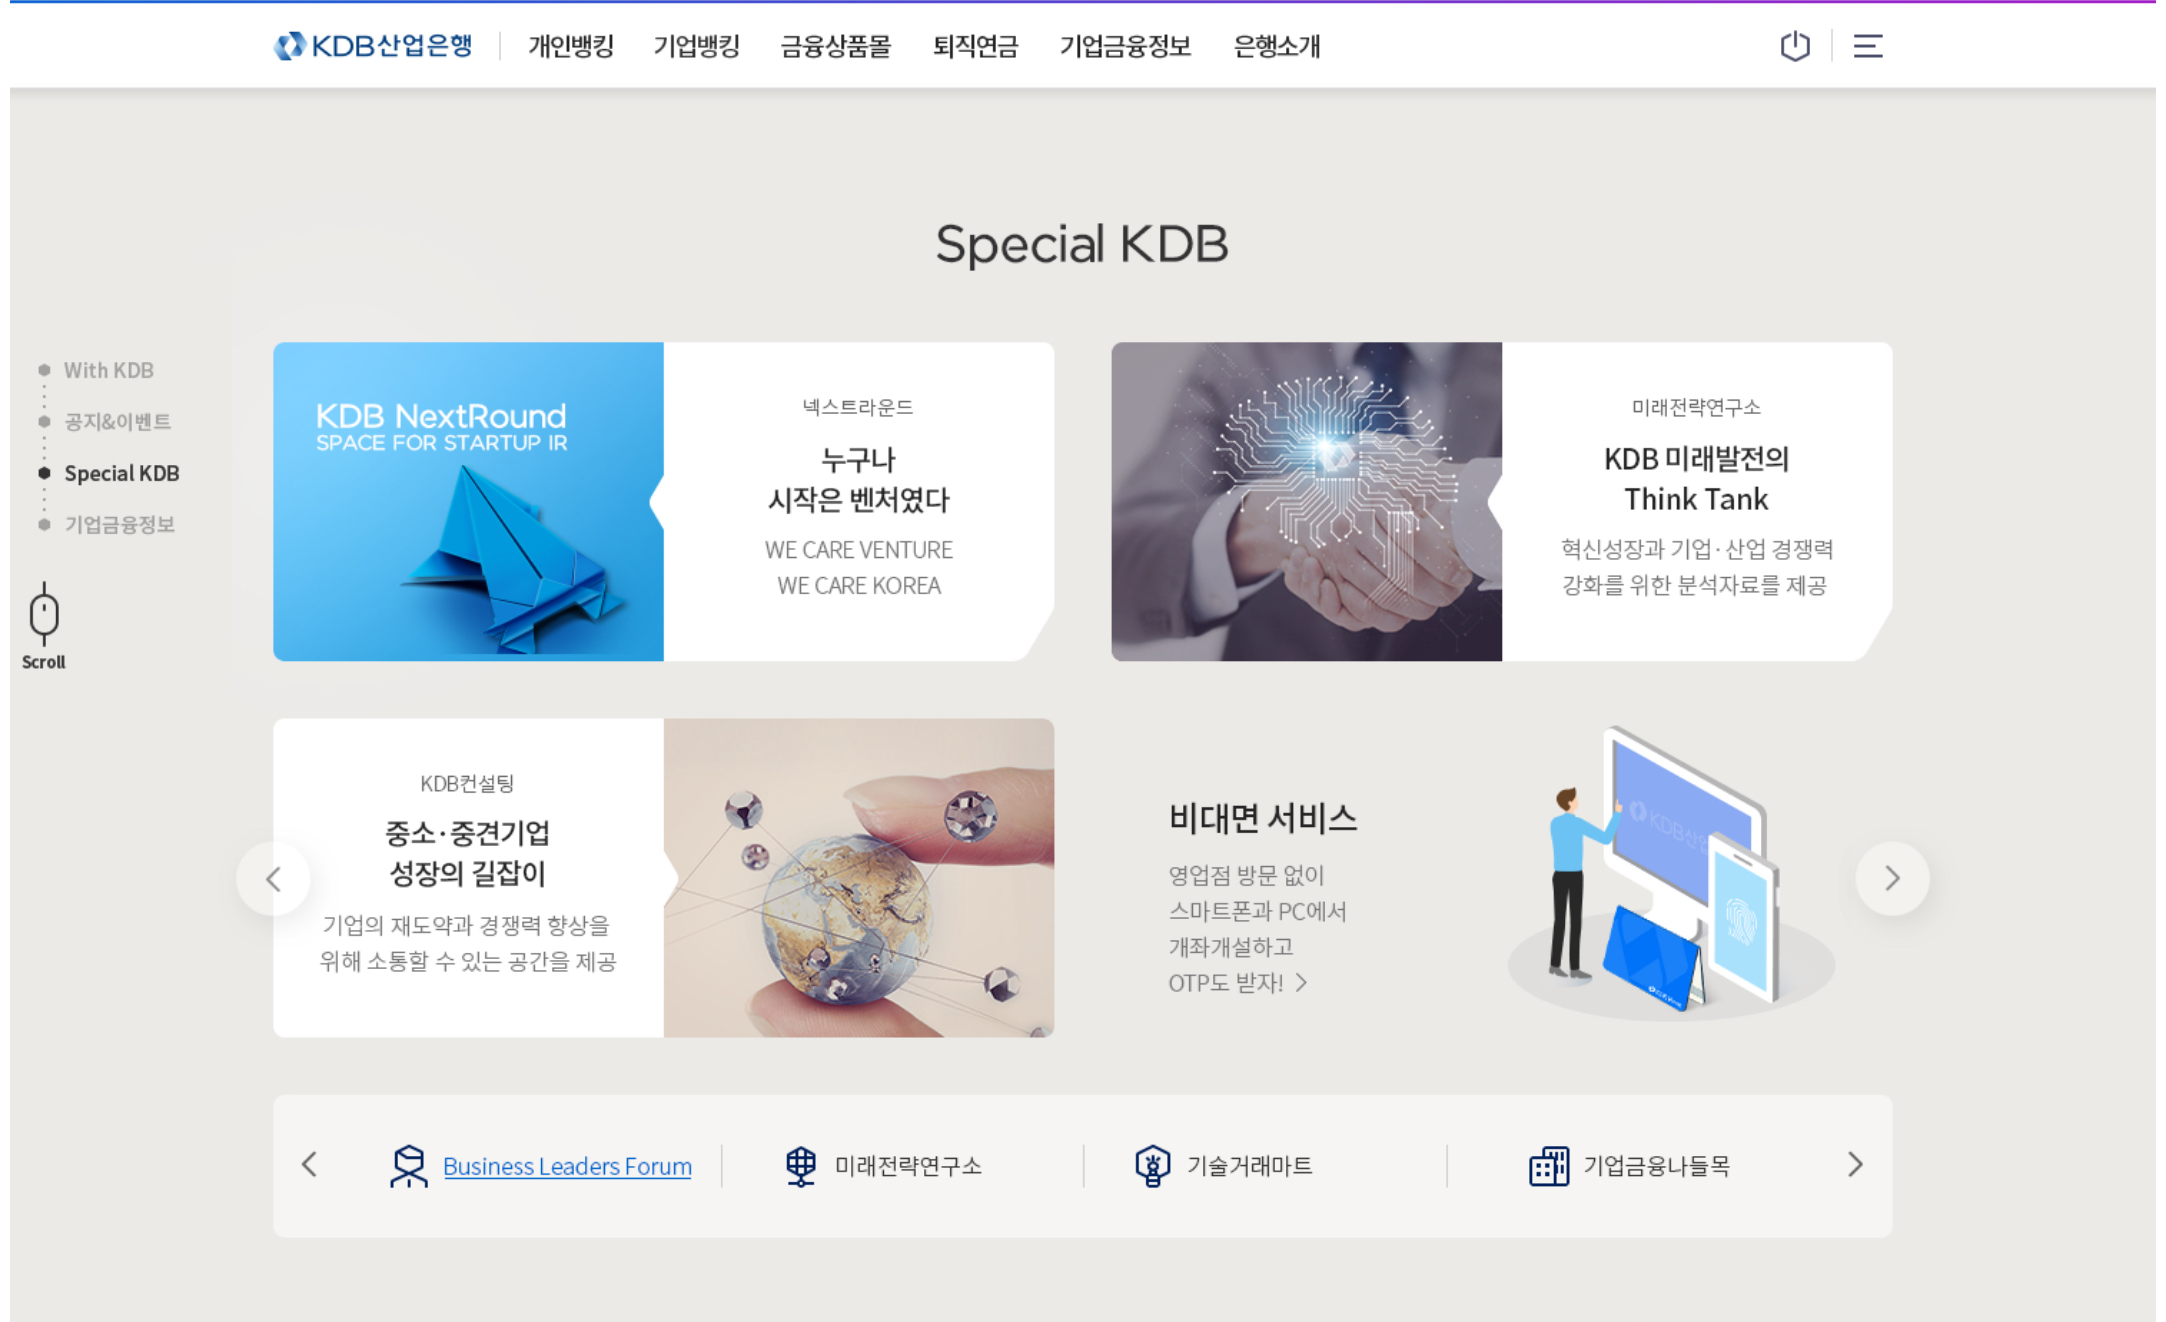 KDB산업은행
개인뱅킹 기업뱅킹 금융상품몰 퇴직연금 기업금융정보 은행소개
Special KDB
With KDB
공지&이벤트
Special KDB
기업금융정보
Scroll
KDB NextRound
SPACE FOR STARTUP IR
넥스트라운드
누구나
시작은 벤처였다
WE CARE VENTURE
WE CARE KOREA
미래전략연구소
KDB 미래발전의
Think Tank
혁신성장과 기업·산업 경쟁력
강화를 위한 분석자료를 제공
KDB컨설팅
중소·중견기업
성장의 길잡이
기업의 재도약과 경쟁력 향상을
위해 소통할 수 있는 공간을 제공
비대면 서비스
영업점 방문 없이
스마트폰과 PC에서
개좌개설하고
OTP도 받자!
KDB산업
Business Leaders Forum
미래전략연구소
기술거래마트
기업금융나들목